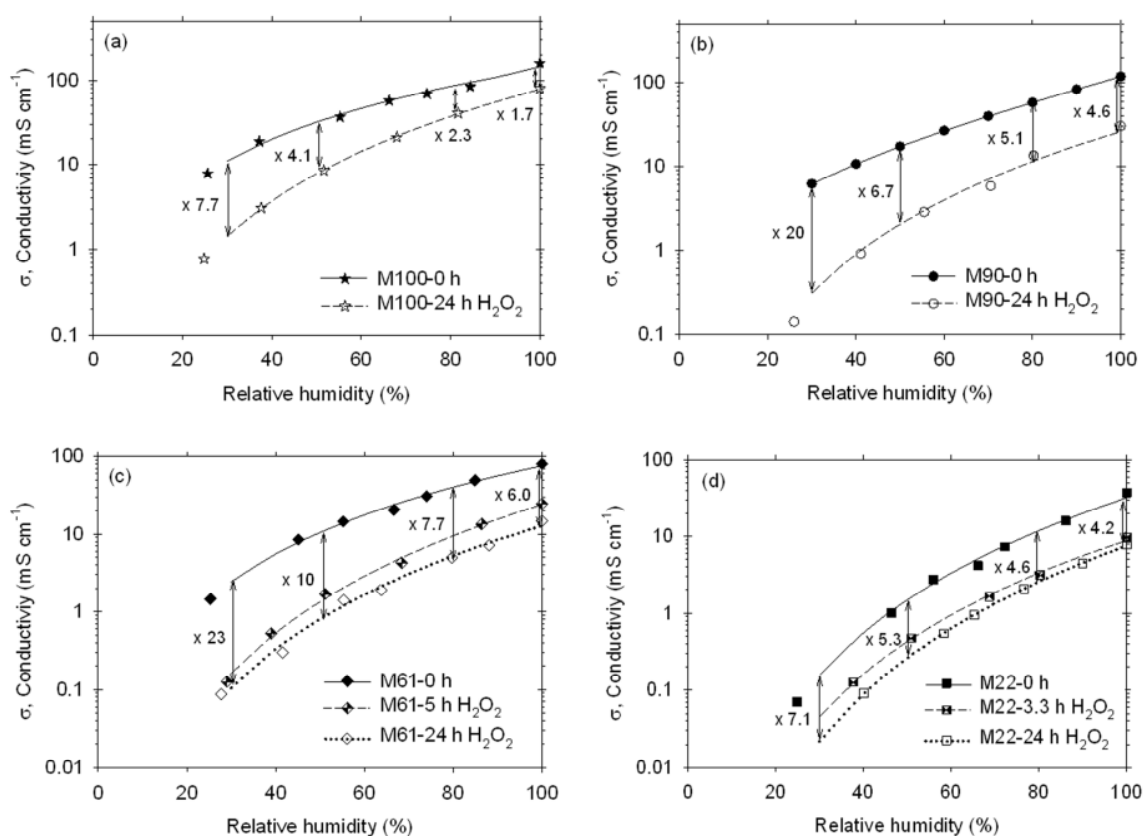 (a)
σ, Conductiviy (mS cm⁻¹)
100
10
1
0.1
x 7.7
x 4.1
x 2.3
x 1.7
M100-0 h
M100-24 h H₂O₂
0 20 40 60 80 100
Relative humidity (%)
(b)
σ, Conductiviy (mS cm⁻¹)
100
10
1
0.1
x 20
x 6.7
x 5.1
x 4.6
M90-0 h
M90-24 h H₂O₂
0 20 40 60 80 100
Relative humidity (%)
(c)
σ, Conductiviy (mS cm⁻¹)
100
10
1
0.1
0.01
x 23
x 10
x 7.7
x 6.0
M61-0 h
M61-5 h H₂O₂
M61-24 h H₂O₂
0 20 40 60 80 100
Relative humidity (%)
(d)
σ, Conductiviy (mS cm⁻¹)
100
10
1
0.1
0.01
x 7.1
x 5.3
x 4.6
x 4.2
M22-0 h
M22-3.3 h H₂O₂
M22-24 h H₂O₂
0 20 40 60 80 100
Relative humidity (%)